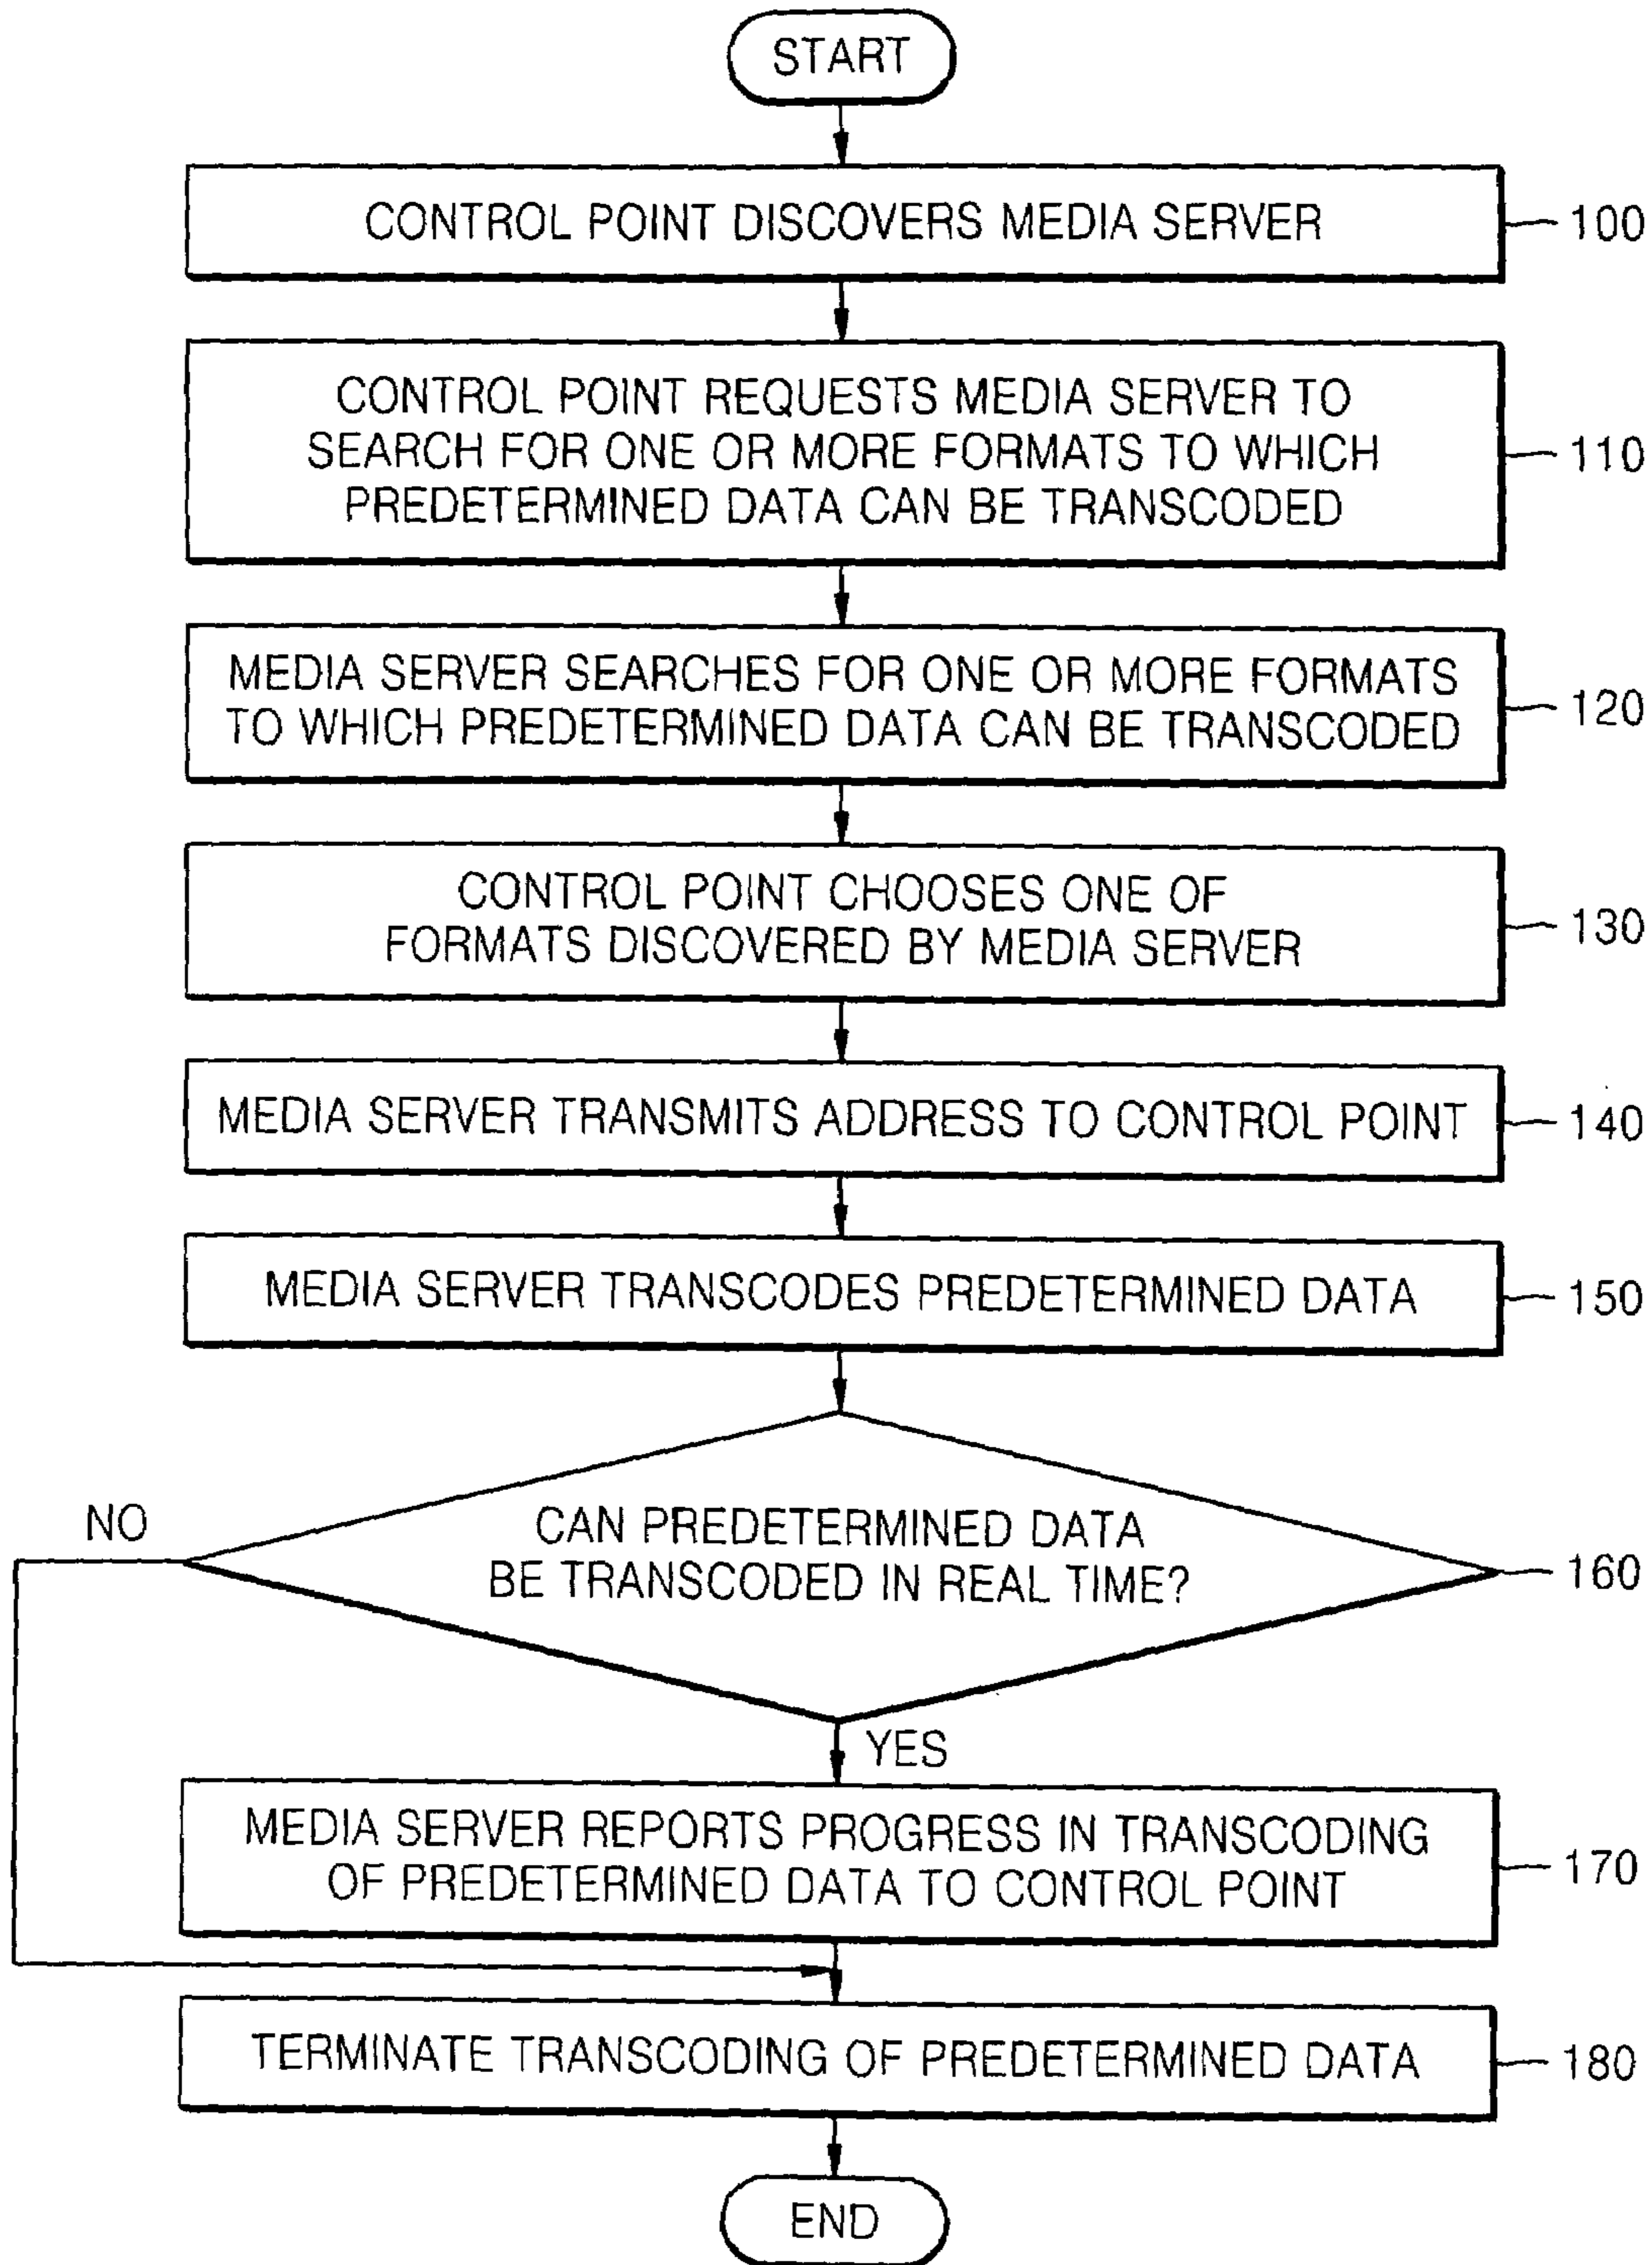 START
CONTROL POINT DISCOVERS MEDIA SERVER
100
CONTROL POINT REQUESTS MEDIA SERVER TO
SEARCH FOR ONE OR MORE FORMATS TO WHICH
PREDETERMINED DATA CAN BE TRANSCODED
110
MEDIA SERVER SEARCHES FOR ONE OR MORE FORMATS
TO WHICH PREDETERMINED DATA CAN BE TRANSCODED
120
CONTROL POINT CHOOSES ONE OF
FORMATS DISCOVERED BY MEDIA SERVER
130
MEDIA SERVER TRANSMITS ADDRESS TO CONTROL POINT
140
MEDIA SERVER TRANSCODES PREDETERMINED DATA
150
CAN PREDETERMINED DATA
BE TRANSCODED IN REAL TIME?
160
NO
YES
MEDIA SERVER REPORTS PROGRESS IN TRANSCODING
OF PREDETERMINED DATA TO CONTROL POINT
170
TERMINATE TRANSCODING OF PREDETERMINED DATA
180
END